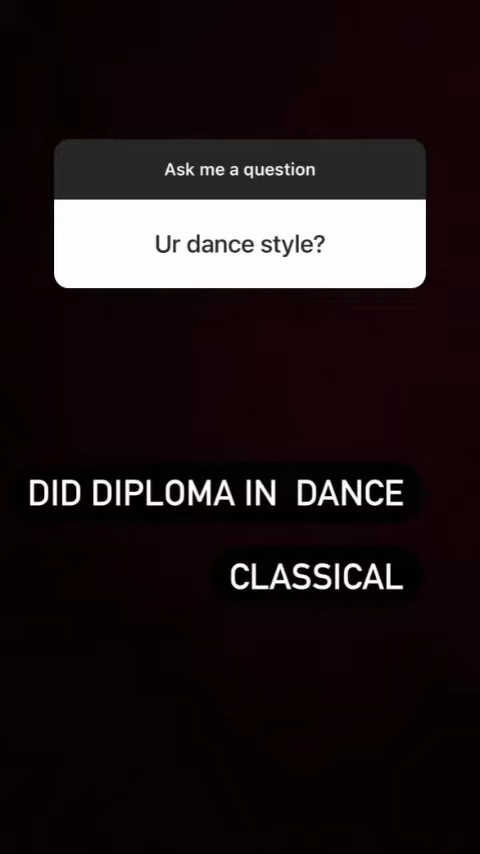 Ask me a question
Ur dance style?
DID DIPLOMA IN  DANCE
CLASSICAL